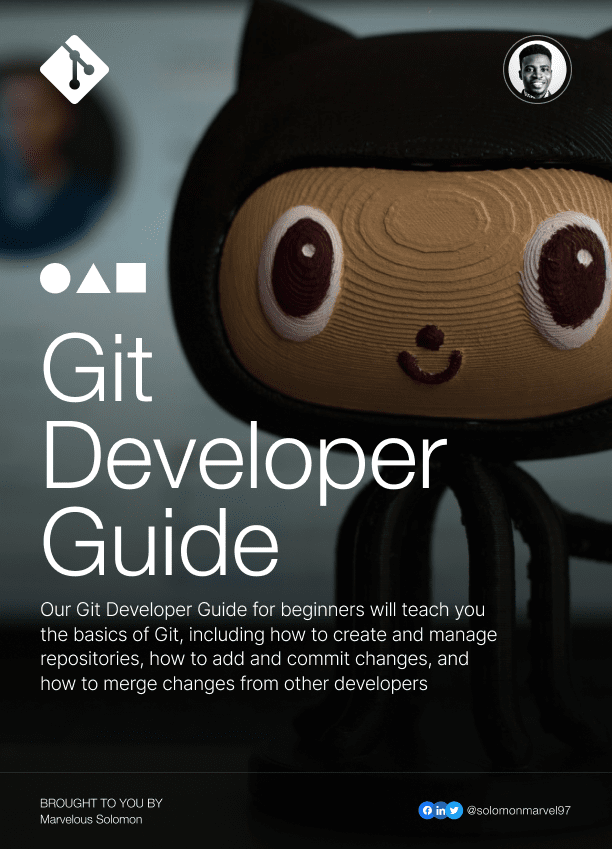 Git
Developer
Guide
Our Git Developer Guide for beginners will teach you
the basics of Git, including how to create and manage
repositories, how to add and commit changes, and
how to merge changes from other developers
BROUGHT TO YOU BY
Marvelous Solomon
@solomonmarvel97